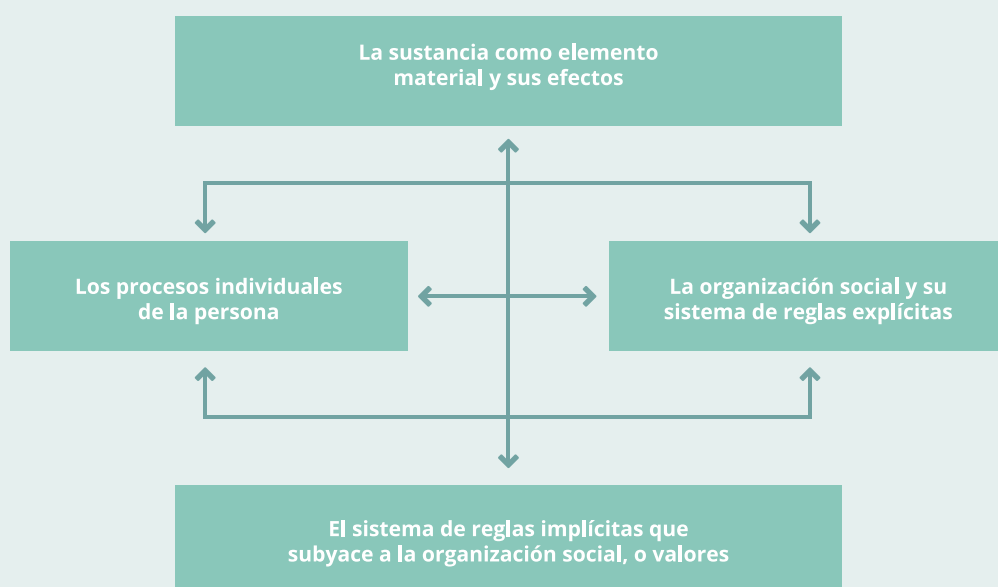 La sustancia como elemento
material y sus efectos
Los procesos individuales
de la persona
La organización social y su
sistema de reglas explícitas
El sistema de reglas implícitas que
subyace a la organización social, o valores